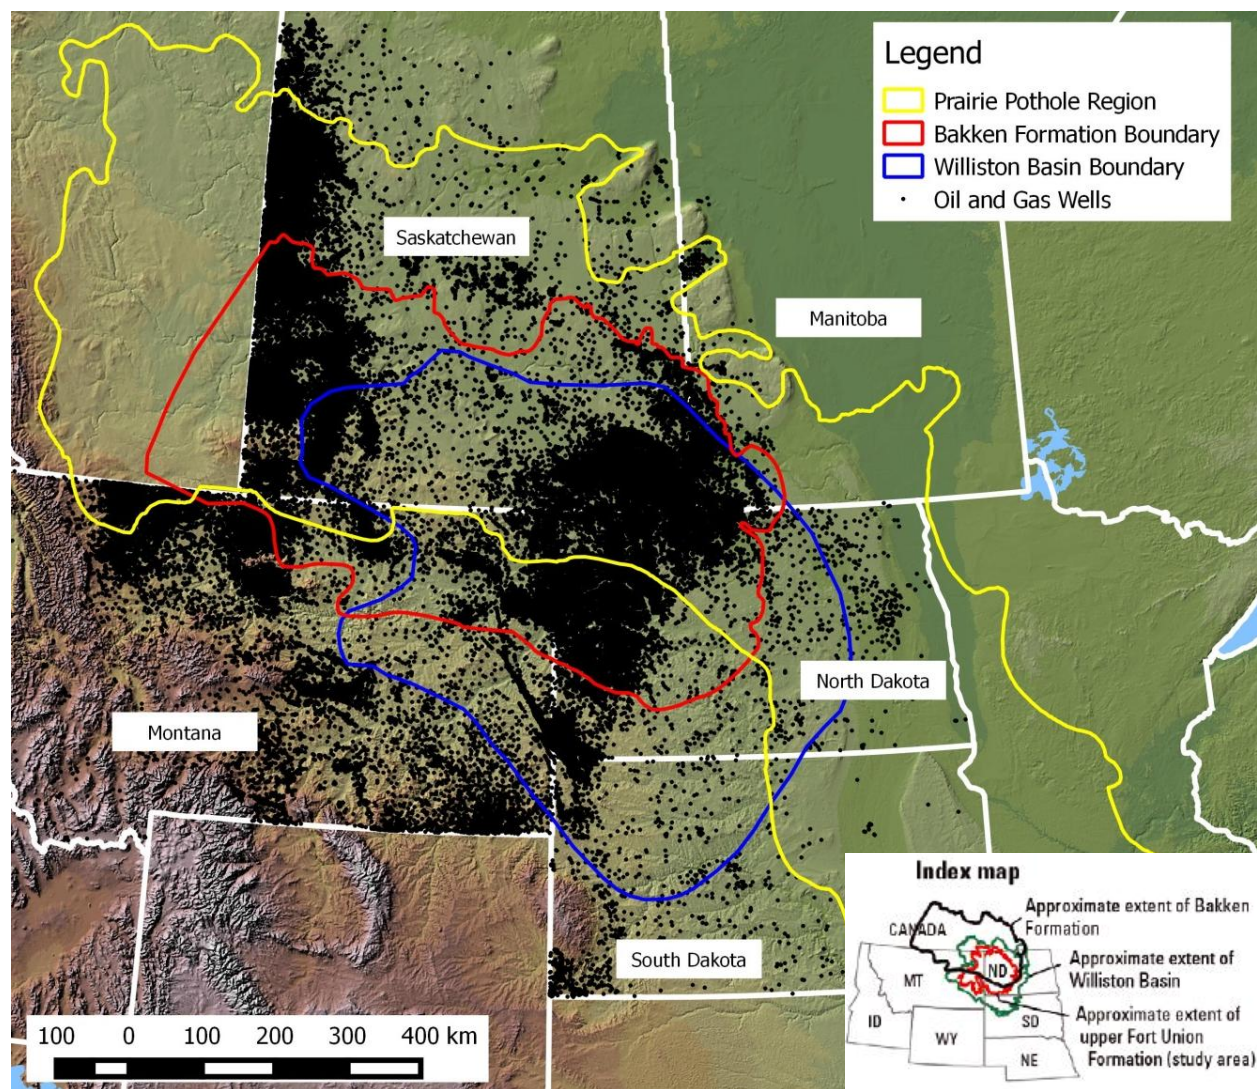 Legend
Prairie Pothole Region
Bakken Formation Boundary
Williston Basin Boundary
Oil and Gas Wells
Saskatchewan
Manitoba
North Dakota
Montana
South Dakota
100 0 100 200 300 400 km
Index map
Approximate extent of Bakken
Formation
CANADA
Approximate extent of
Williston Basin
MT
ND
Approximate extent of
upper Fort Union
Formation (study area)
ID
WY
SD
NE